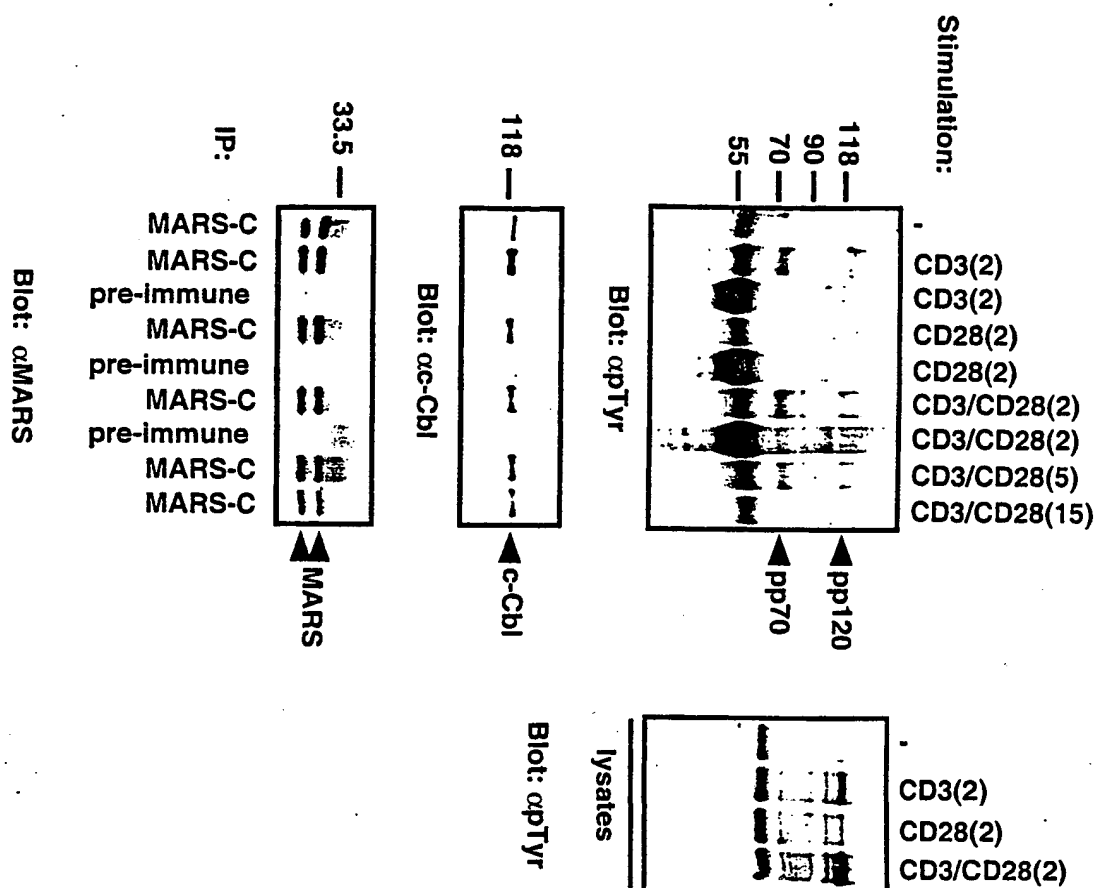 Stimulation:
-
CD3(2)
CD3(2)
CD28(2)
CD28(2)
CD3/CD28(2)
CD3/CD28(2)
CD3/CD28(5)
CD3/CD28(15)
118
90
70
55
pp120
pp70
Blot: αpTyr
118
c-Cbl
Blot: αc-Cbl
33.5
MARS
IP:
MARS-C
MARS-C
pre-immune
MARS-C
pre-immune
MARS-C
pre-immune
MARS-C
MARS-C
Blot: αMARS
-
CD3(2)
CD28(2)
CD3/CD28(2)
lysates
Blot: αpTyr